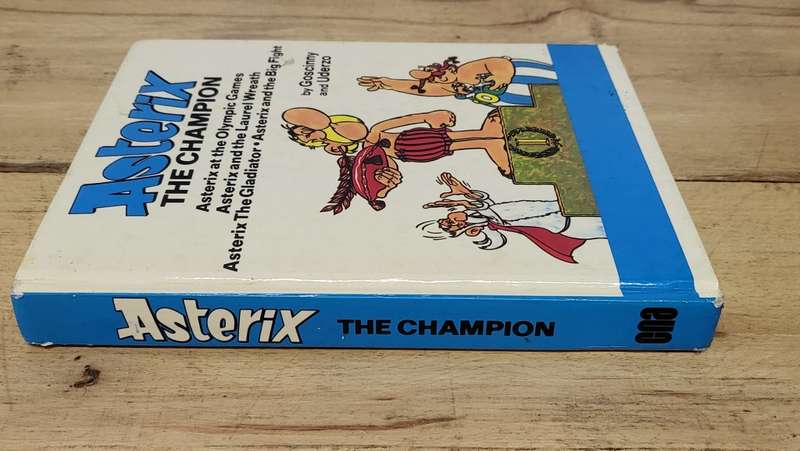 Asterix
THE CHAMPION
Asterix at the Olympic Games
Asterix and the Laurel Wreath
Asterix The Gladiator • Asterix and the Big Fight
by Goscinny
and Uderzo
Asterix THE CHAMPION
cna